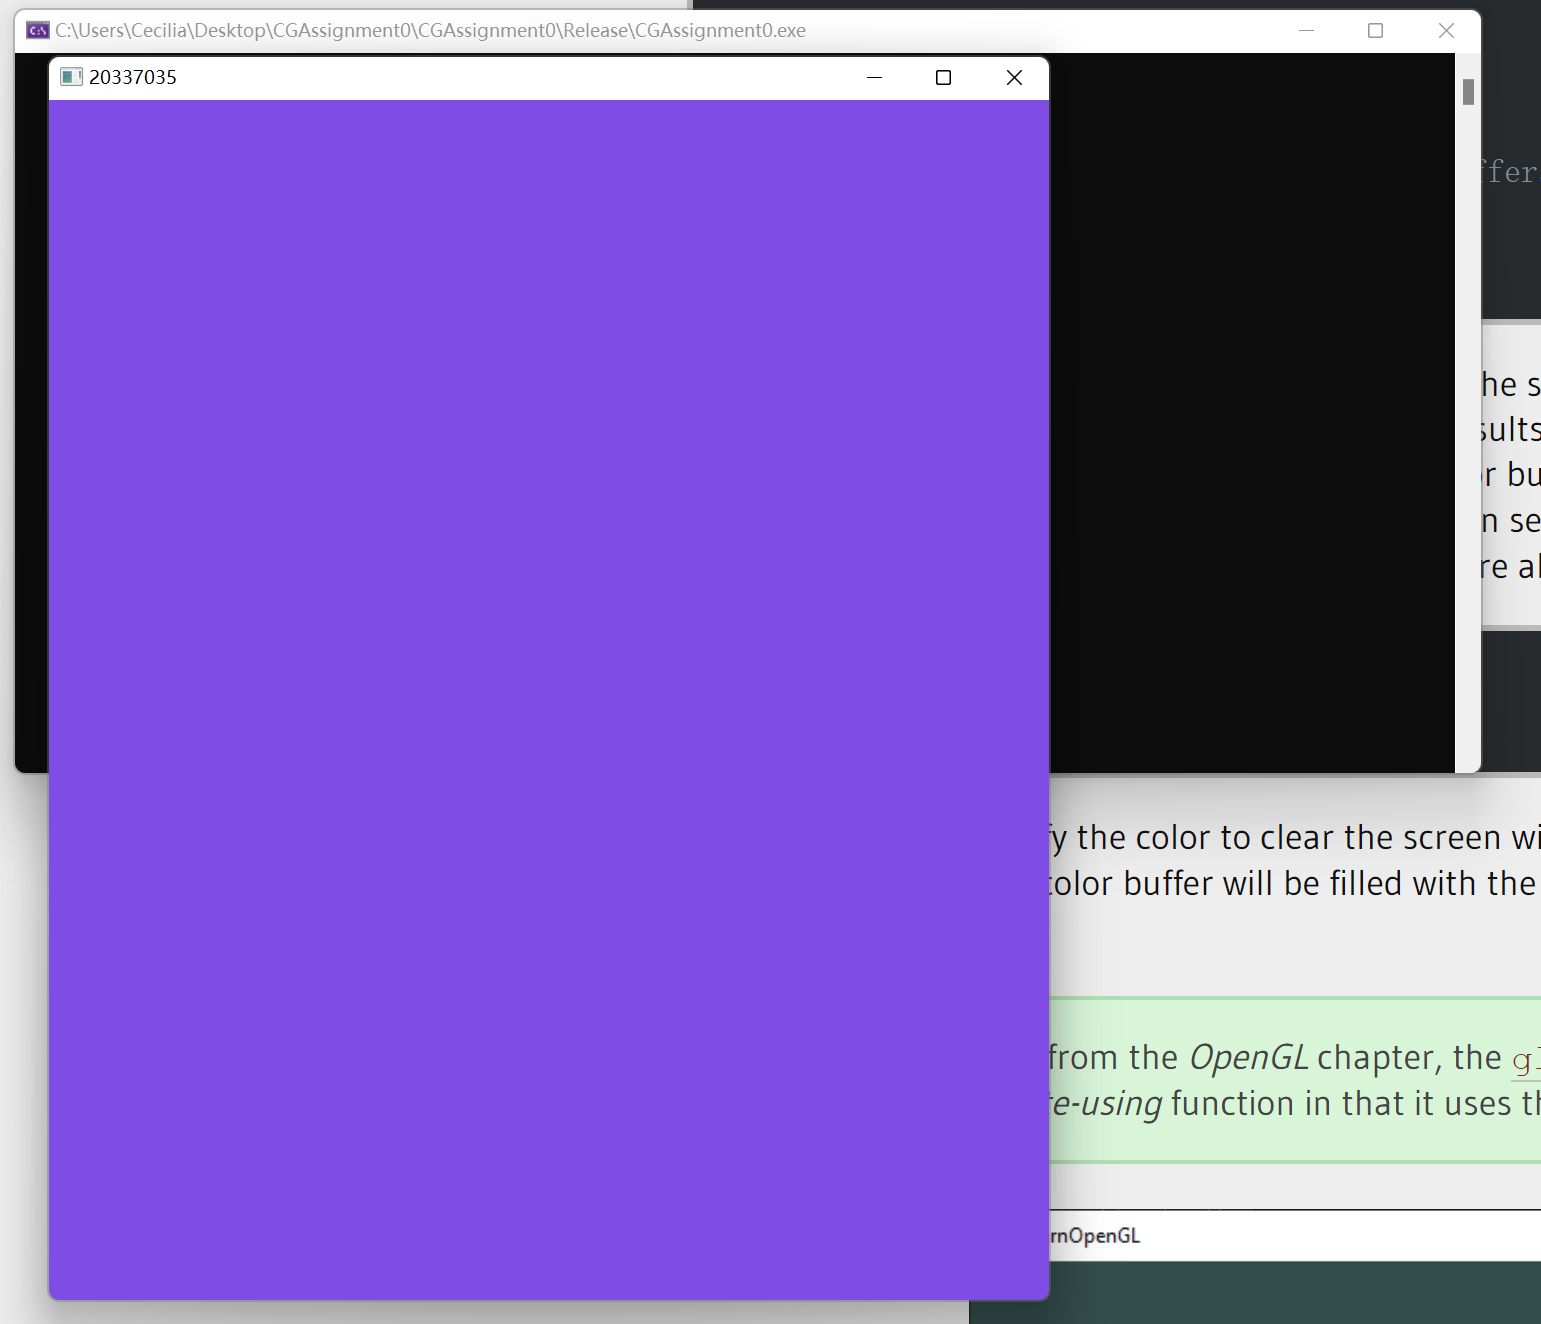 C:\Users\Cecilia\Desktop\CGAssignment0\CGAssignment0\Release\CGAssignment0.exe
20337035
ffer
he s
sults
r bu
n se
re al
fy the color to clear the screen wi
color buffer will be filled with the
from the OpenGL chapter, the gl
te-using function in that it uses th
rnOpenGL